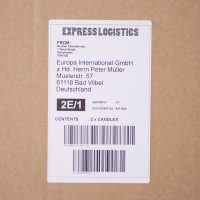 EXPRESS LOGISTICS
FROM:
Europa International GmbH
z.Hd. Herrn Peter Müller
Musterstr. 57
61118 Bad Vilbel
Deutschland
2E/1
CONTENTS : 2 x CANDLES